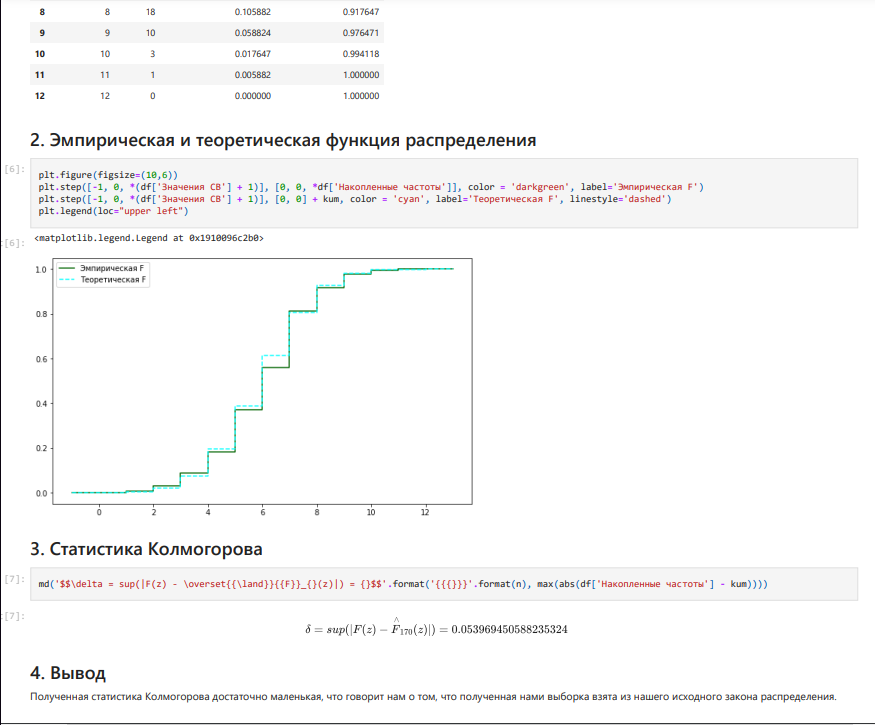 8 8 18 0.105882 0.917647
9 9 10 0.058824 0.976471
10 10 3 0.017647 0.994118
11 11 1 0.005882 1.000000
12 12 0 0.000000 1.000000
2. Эмпирическая и теоретическая функция распределения
[6]:
plt.figure(figsize=(10,6))
plt.step([-1, 0, *(df['Значения СВ'] + 1)], [0, 0, *df['Накопленные частоты']], color = 'darkgreen', label='Эмпирическая F')
plt.step([-1, 0, *(df['Значения СВ'] + 1)], [0, 0] + kum, color = 'cyan', label='Теоретическая F', linestyle='dashed')
plt.legend(loc="upper left")
[6]: <matplotlib.legend.Legend at 0x1910096c2b0>
Эмпирическая F
Теоретическая F
1.0
0.8
0.6
0.4
0.2
0.0
0 2 4 6 8 10 12
3. Статистика Колмогорова
[7]: md('$$\delta = sup(|F(z) - \overset{{\land}}{{F}}_{}(z)|) = {}$$'.format('{{{}}}'.format(n), max(abs(df['Накопленные частоты'] - kum))))
[7]:
δ = sup(|F(z) − F̂₁₇₀(z)|) = 0.053969450588235324
4. Вывод
Полученная статистика Колмогорова достаточно маленькая, что говорит нам о том, что полученная нами выборка взята из нашего исходного закона распределения.